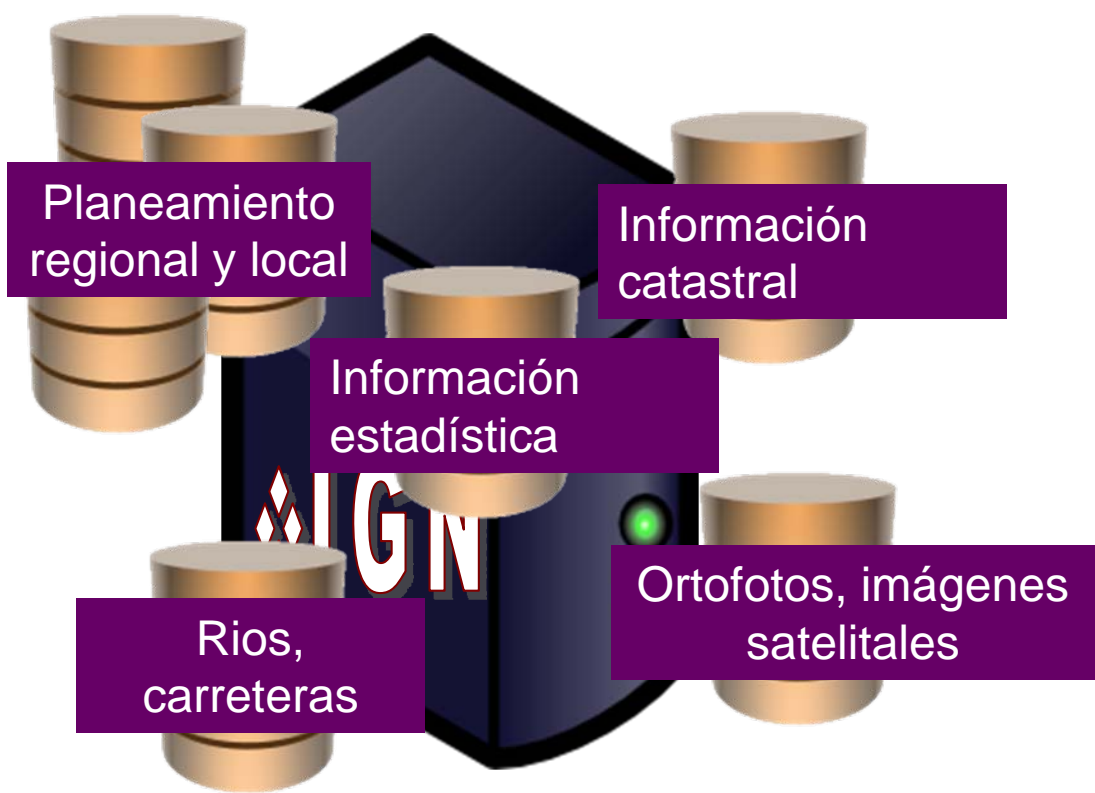 Planeamiento
regional y local
Información
catastral
Información
estadística
IGN
Ortofotos, imágenes
satelitales
Rios,
carreteras